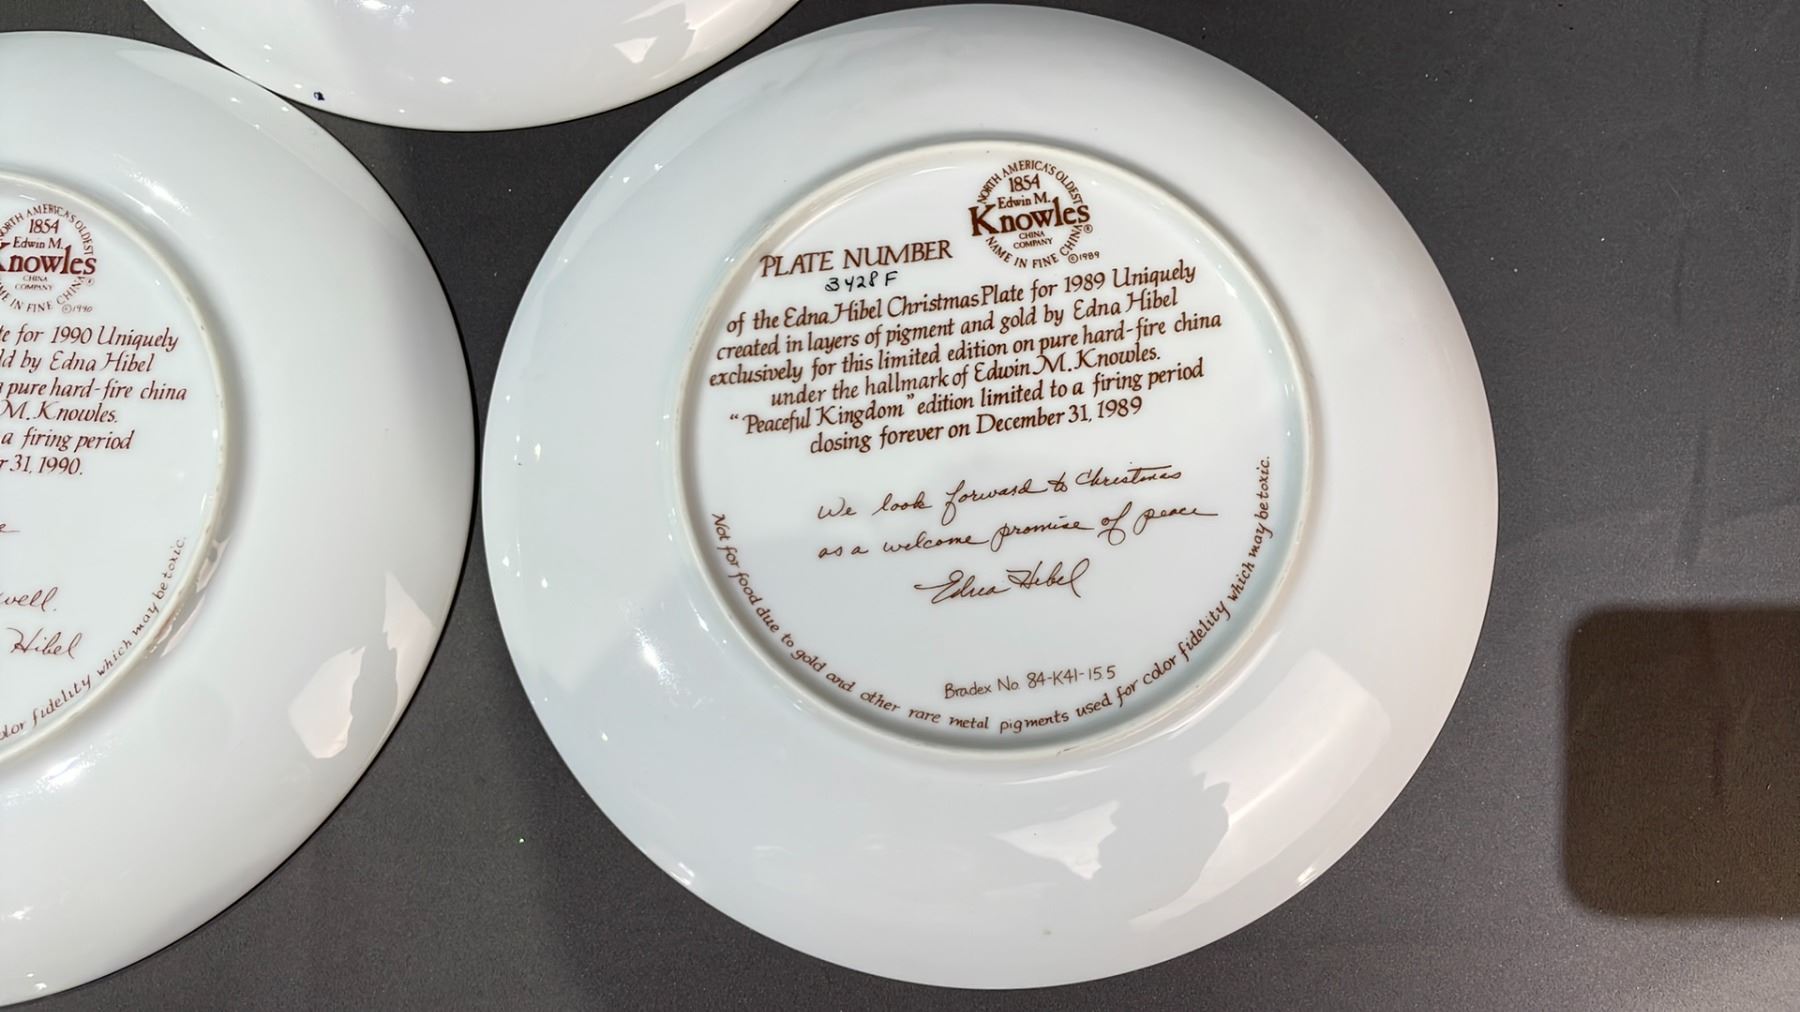 NORTH AMERICA'S OLDEST
1854
Edwin M.
Knowles
CHINA
COMPANY
NAME IN FINE CHINA ®
©1989
PLATE NUMBER
3428 F
of the Edna Hibel Christmas Plate for 1989 Uniquely
created in layers of pigment and gold by Edna Hibel
exclusively for this limited edition on pure hard-fire china
under the hallmark of Edwin M. Knowles.
"Peaceful Kingdom" edition limited to a firing period
closing forever on December 31, 1989
We look forward to Christmas
as a welcome promise of peace
Edna Hibel
Bradex No. 84-K41-15.5
Not for food due to gold and other rare metal pigments used for color fidelity which may be toxic.
NORTH AMERICA'S OLDEST
1854
Edwin M.
Knowles
CHINA
COMPANY
IN FINE CHINA ®
©1990
for 1990 Uniquely
by Edna Hibel
pure hard-fire china
M. Knowles.
a firing period
31, 1990.
well.
Hibel
fidelity which may be toxic.